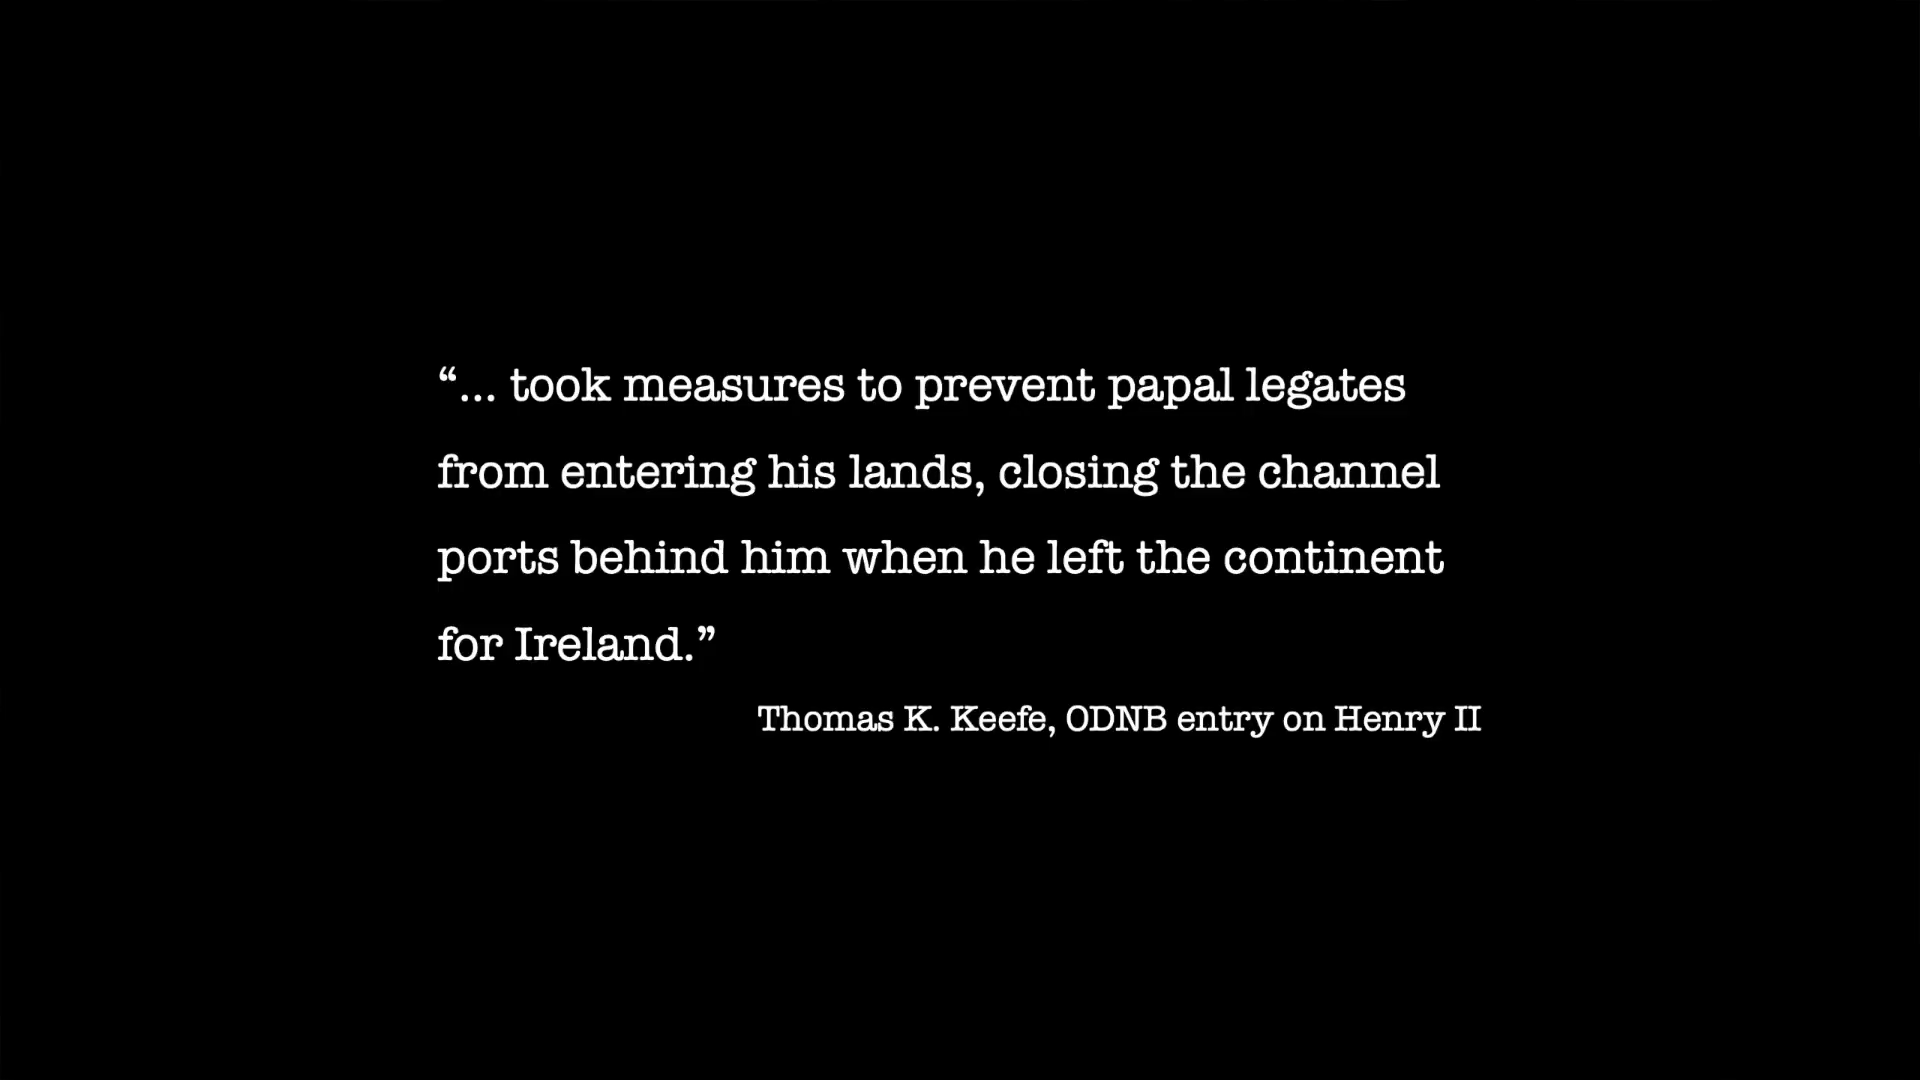 “... took measures to prevent papal legates
from entering his lands, closing the channel
ports behind him when he left the continent
for Ireland.”
Thomas K. Keefe, ODNB entry on Henry II